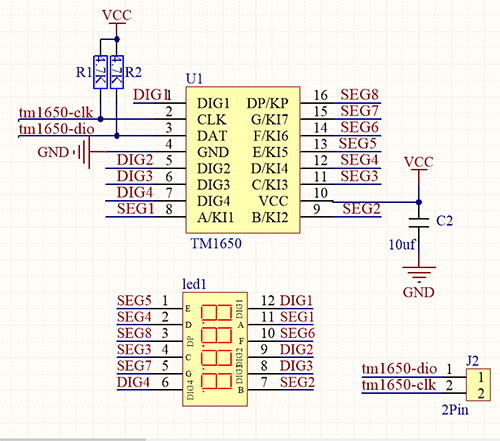 VCC
R1 4.7K 4.7K R2
U1
DIG1 1 DIG1 DP/KP 16 SEG8
tm1650-clk 2 CLK G/KI7 15 SEG7
tm1650-dio 3 DAT F/KI6 14 SEG6
GND 4 GND E/KI5 13 SEG5
DIG2 5 DIG2 D/KI4 12 SEG4
DIG3 6 DIG3 C/KI3 11 SEG3
DIG4 7 DIG4 VCC 10
SEG1 8 A/KI1 B/KI2 9 SEG2
TM1650
VCC
C2
10uf
GND
led1
SEG5 1 E DIG1 12 DIG1
SEG4 2 D A 11 SEG1
SEG8 3 DP F 10 SEG6
SEG3 4 C DIG2 9 DIG2
SEG7 5 G DIG3 8 DIG3
DIG4 6 DIG4 B 7 SEG2
J2
tm1650-dio 1 1
tm1650-clk 2 2
2Pin